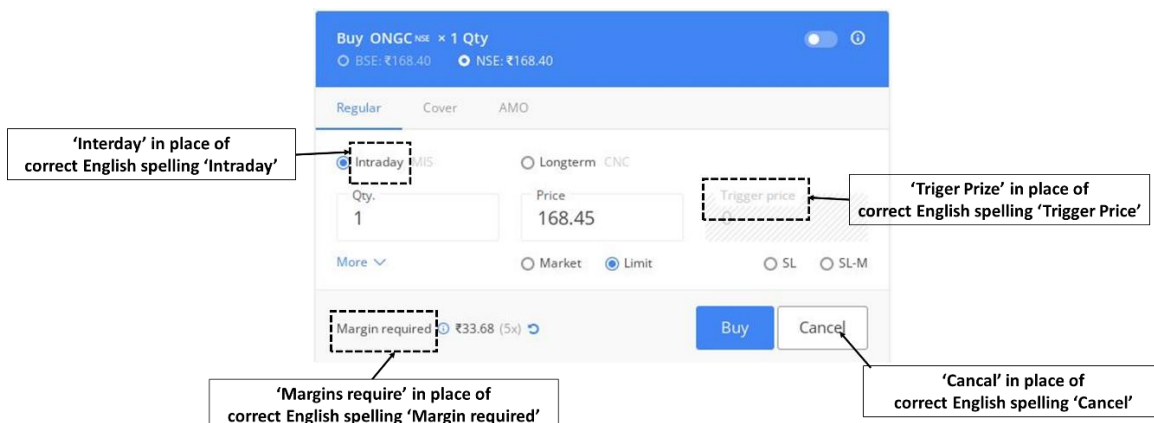 Buy ONGC NSE × 1 Qty
BSE: ₹168.40 NSE: ₹168.40
Regular Cover AMO
'Interday' in place of
correct English spelling 'Intraday'
Intraday MIS Longterm CNC
Qty. Price Trigger price
1 168.45 0
'Triger Prize' in place of
correct English spelling 'Trigger Price'
More Market Limit SL SL-M
Margin required ₹33.68 (5x) Buy Cancel
'Margins require' in place of
correct English spelling 'Margin required'
'Cancal' in place of
correct English spelling 'Cancel'